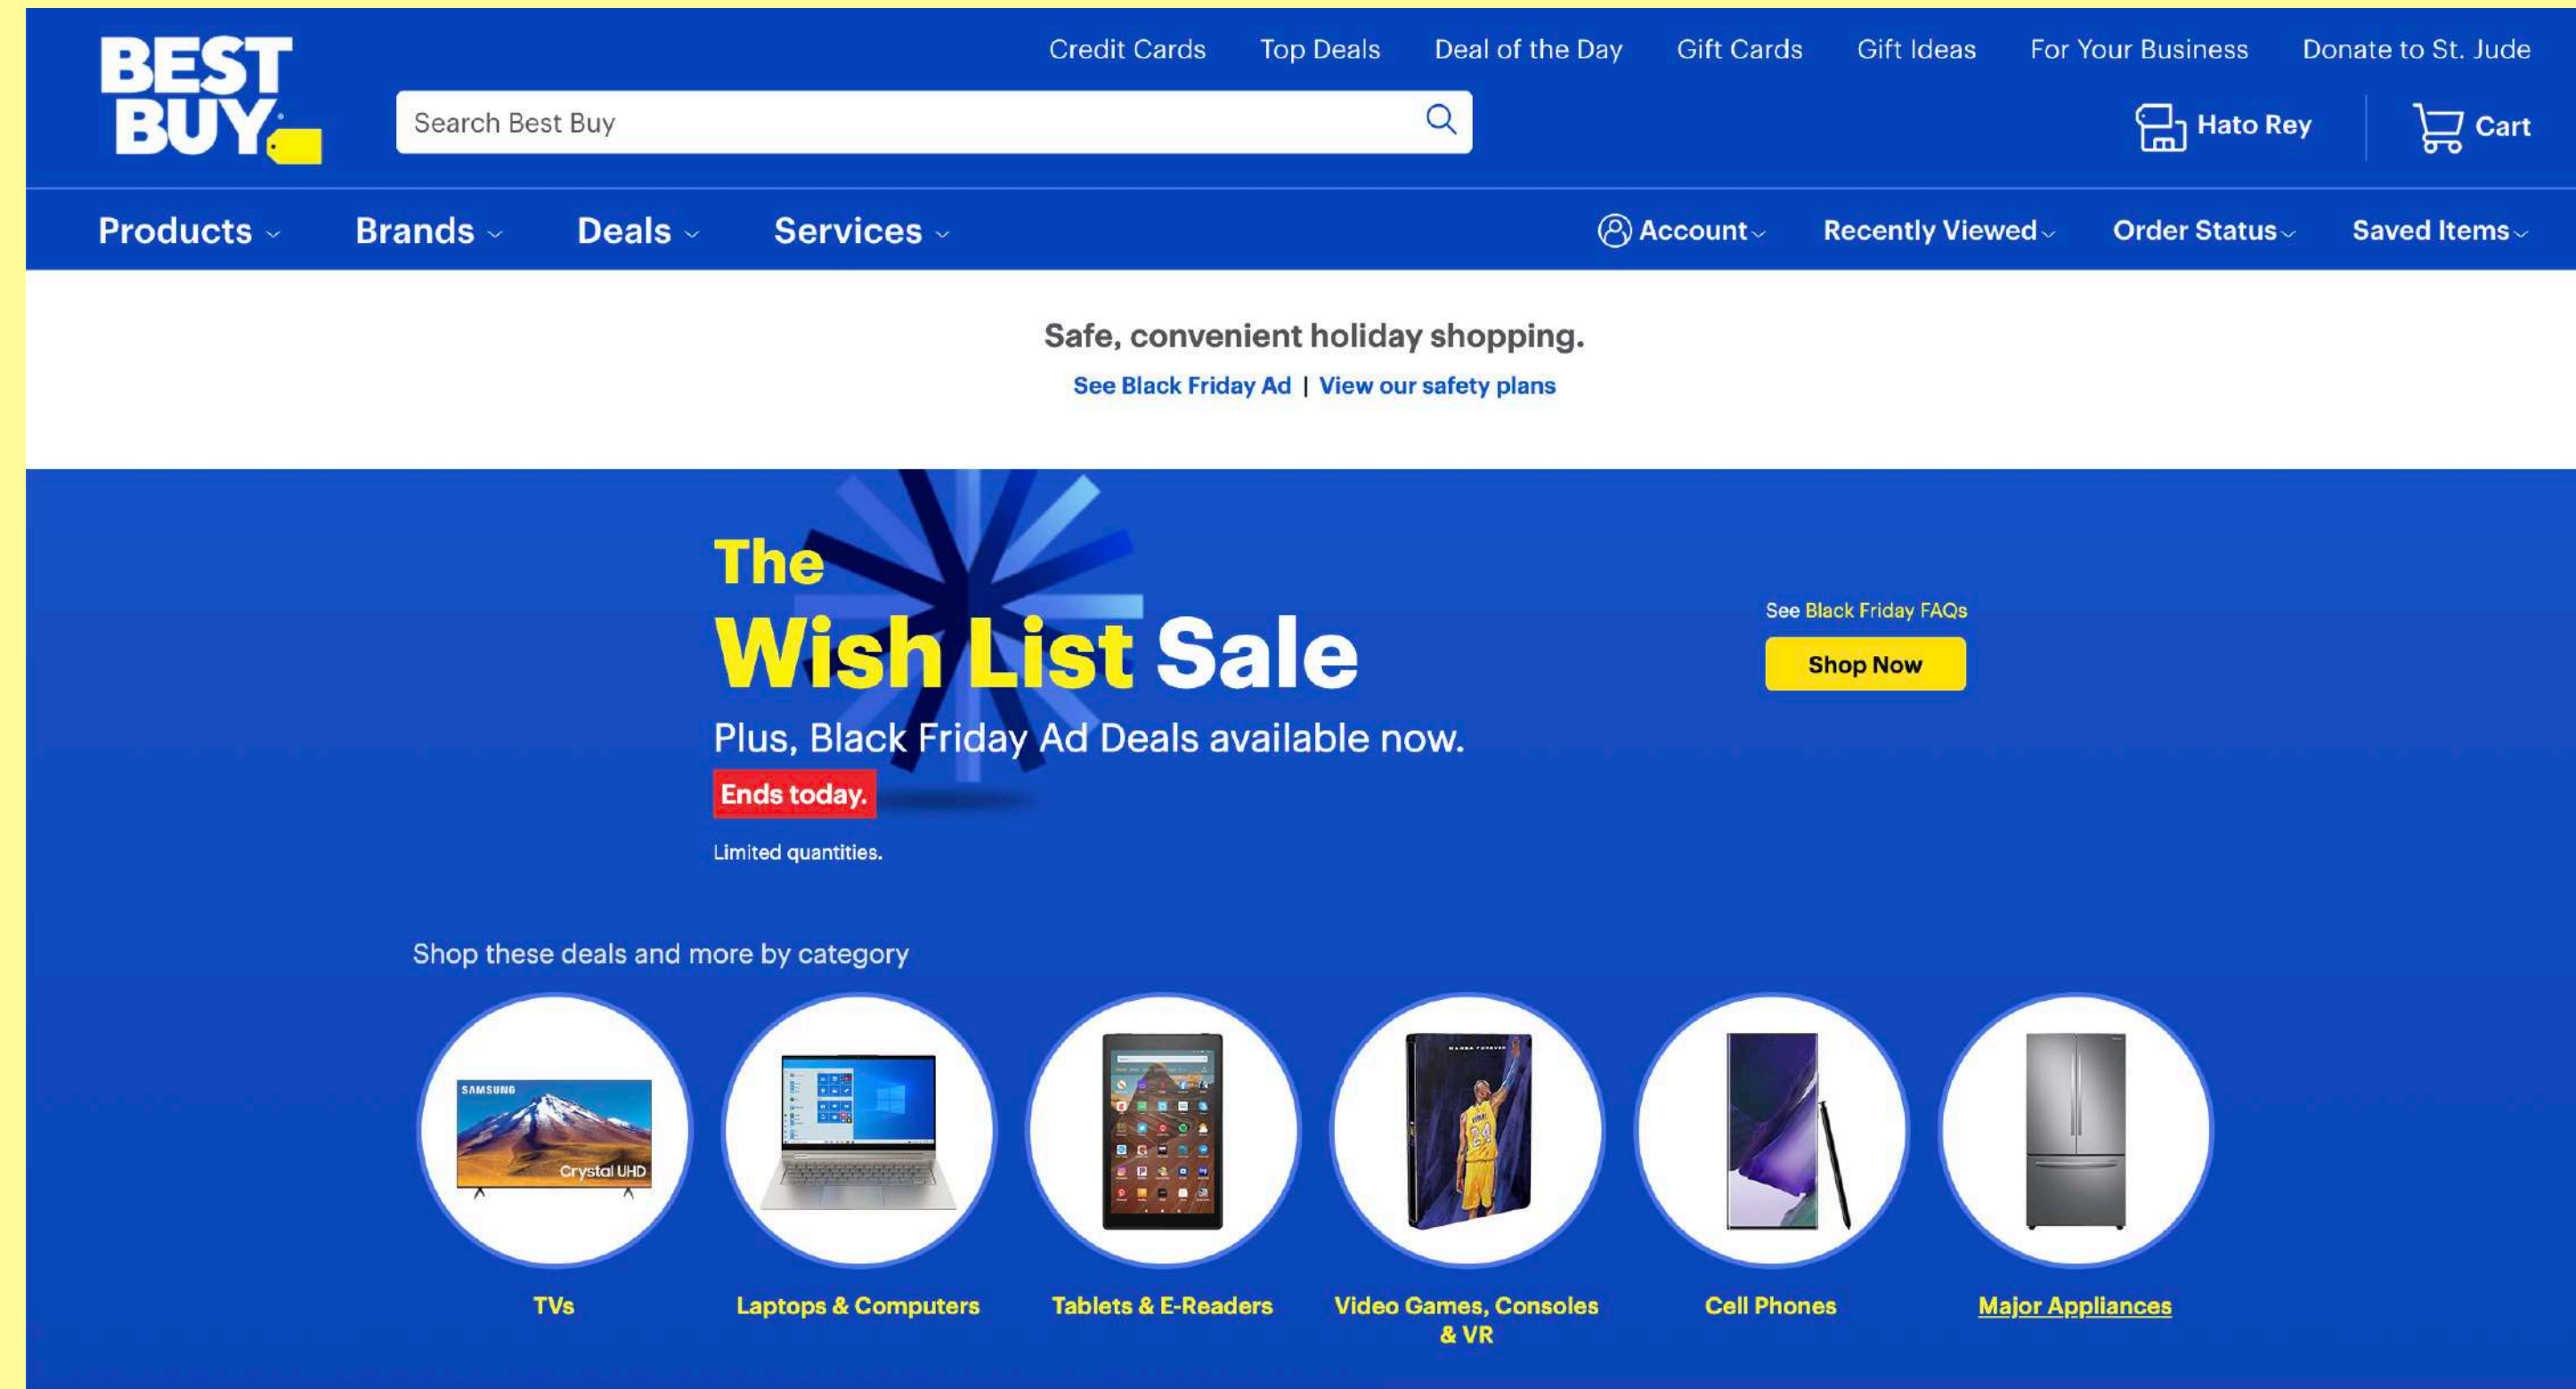 BEST
BUY
Credit Cards Top Deals Deal of the Day Gift Cards Gift Ideas For Your Business Donate to St. Jude
Search Best Buy
Hato Rey Cart
Products Brands Deals Services Account Recently Viewed Order Status Saved Items
Safe, convenient holiday shopping.
See Black Friday Ad | View our safety plans
The
Wish List Sale
Plus, Black Friday Ad Deals available now.
Ends today.
Limited quantities.
See Black Friday FAQs
Shop Now
Shop these deals and more by category
SAMSUNG
Crystal UHD
MAMBA FOREVER
24
TVs
Laptops & Computers
Tablets & E-Readers
Video Games, Consoles
& VR
Cell Phones
Major Appliances